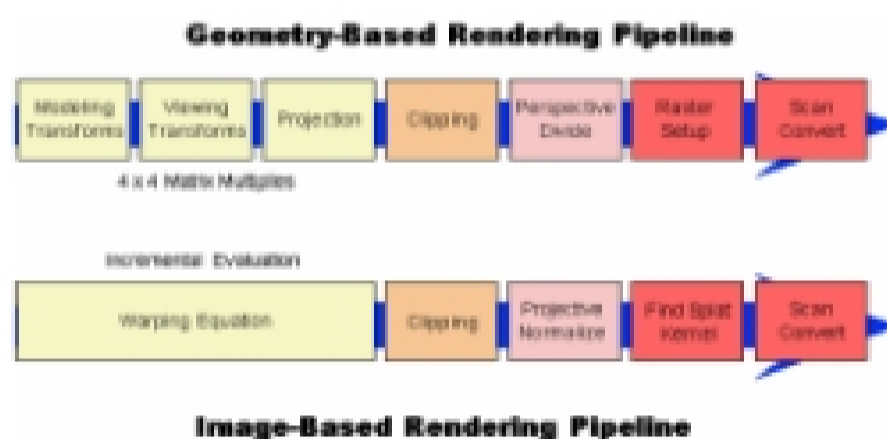 Geometry-Based Rendering Pipeline
Modeling
Transforms
Viewing
Transforms
Projection
Clipping
Perspective
Divide
Raster
Setup
Scan
Convert
4 x 4 Matrix Multiplies
Incremental Evaluation
Warping Equation
Clipping
Projective
Normalize
Find Splat
Kernel
Scan
Convert
Image-Based Rendering Pipeline